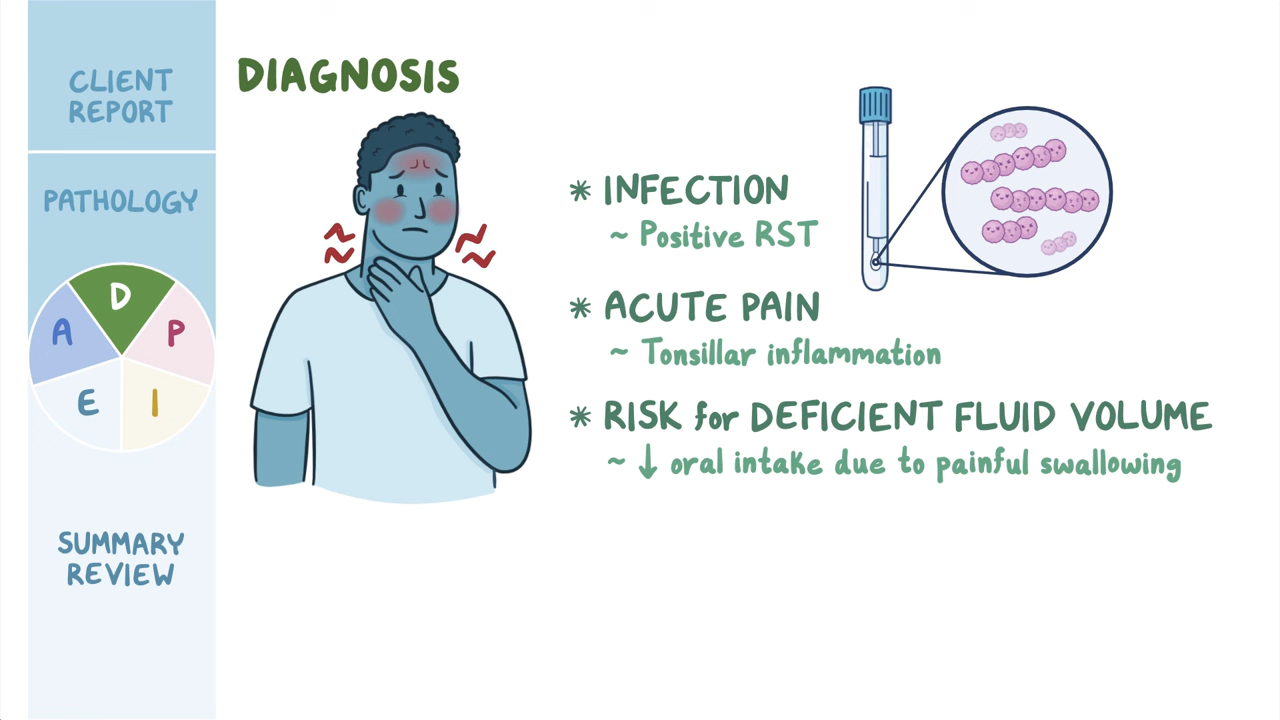 CLIENT
REPORT
PATHOLOGY
D
A
P
E
I
SUMMARY
REVIEW
DIAGNOSIS
* INFECTION
~ Positive RST
* ACUTE PAIN
~ Tonsillar inflammation
* RISK for DEFICIENT FLUID VOLUME
~ ↓ oral intake due to painful swallowing